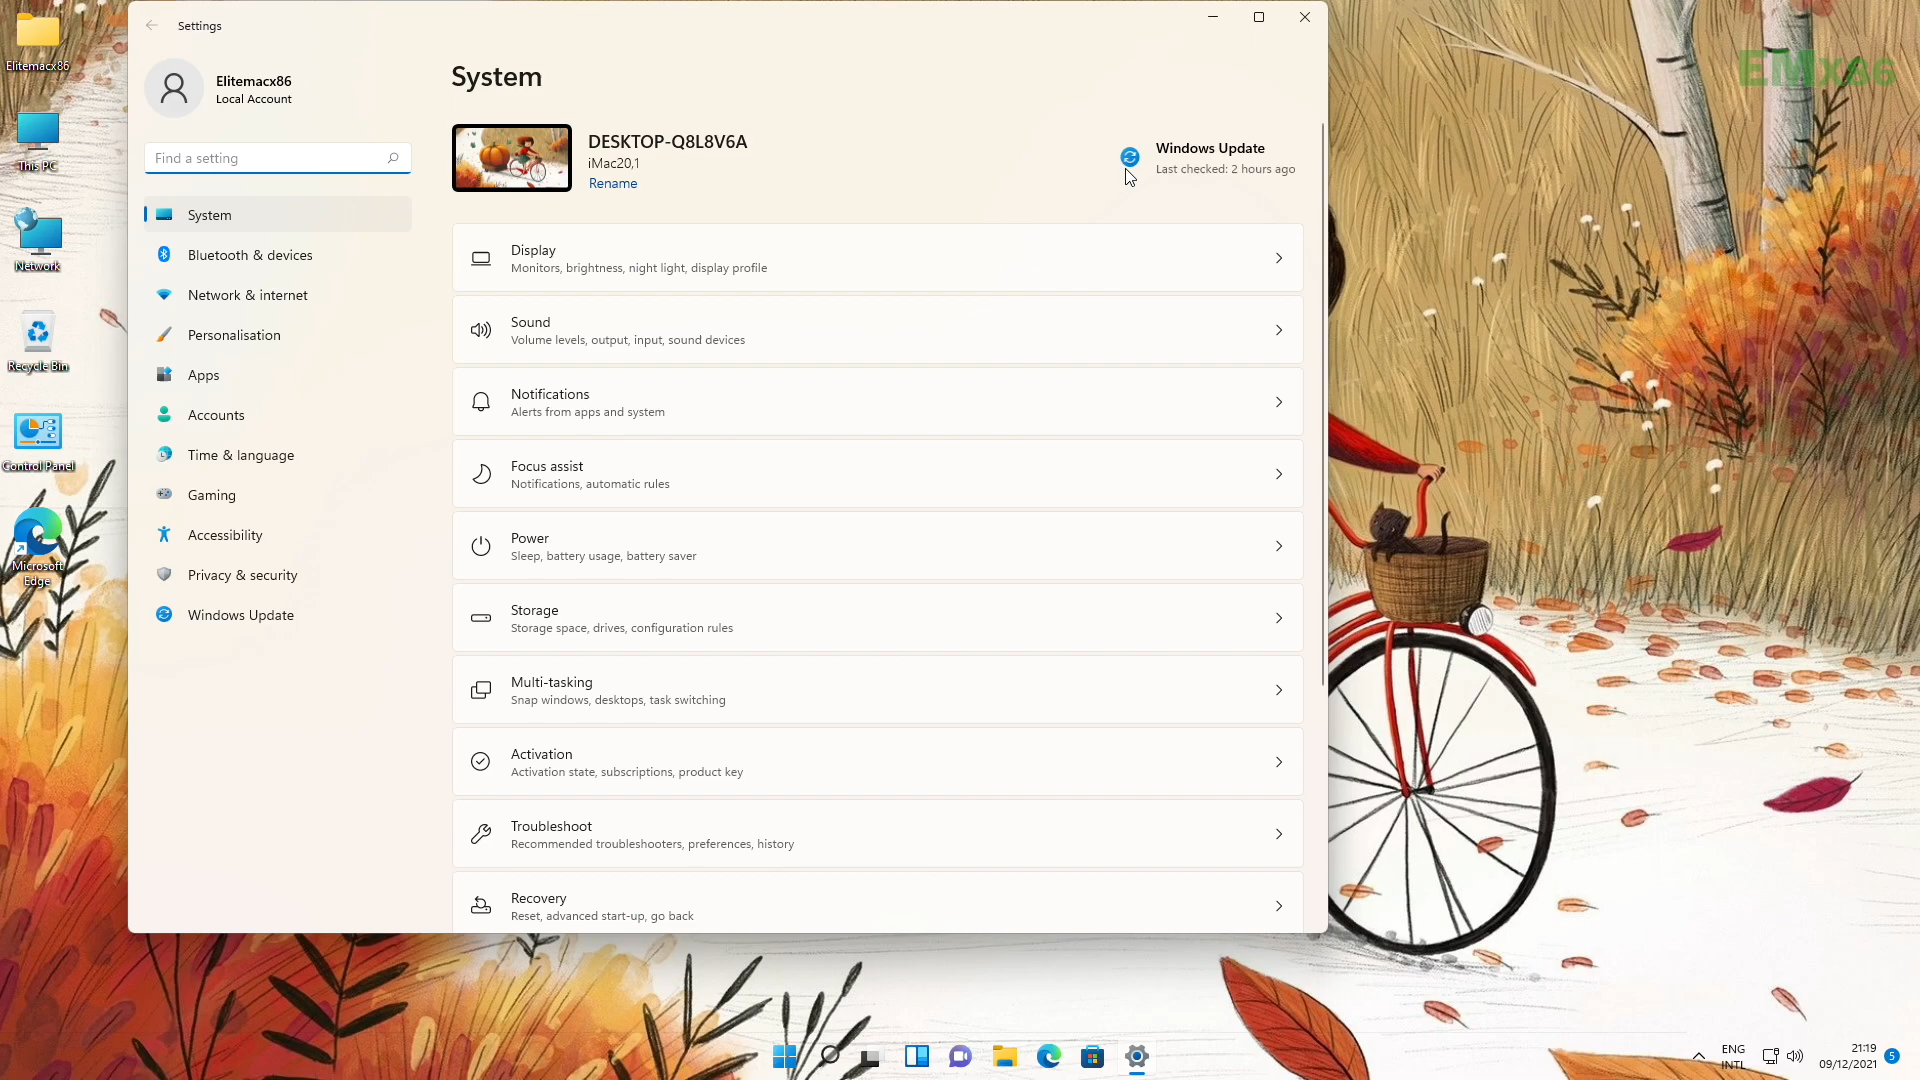 Elitemacx86
This PC
Network
Recycle Bin
Control Panel
Microsoft
Edge
Settings
Elitemacx86
Local Account
Find a setting
System
Bluetooth & devices
Network & internet
Personalisation
Apps
Accounts
Time & language
Gaming
Accessibility
Privacy & security
Windows Update
System
DESKTOP-Q8L8V6A
iMac20,1
Rename
Windows Update
Last checked: 2 hours ago
Display
Monitors, brightness, night light, display profile
Sound
Volume levels, output, input, sound devices
Notifications
Alerts from apps and system
Focus assist
Notifications, automatic rules
Power
Sleep, battery usage, battery saver
Storage
Storage space, drives, configuration rules
Multi-tasking
Snap windows, desktops, task switching
Activation
Activation state, subscriptions, product key
Troubleshoot
Recommended troubleshooters, preferences, history
Recovery
Reset, advanced start-up, go back
EMx86
ENG
INTL
21:19
09/12/2021
5